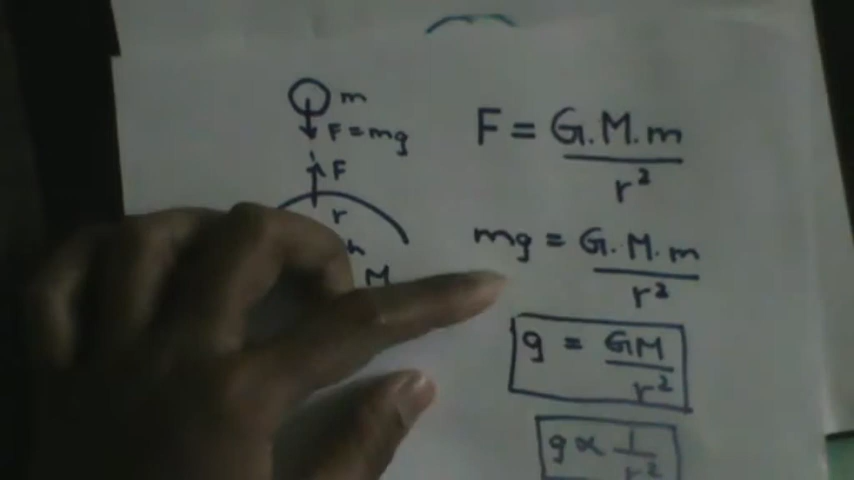 m
F = mg
F
r
M
F = G.M.m
r²
mg = G.M.m
r²
g = GM
r²
g ∝ 1
r²